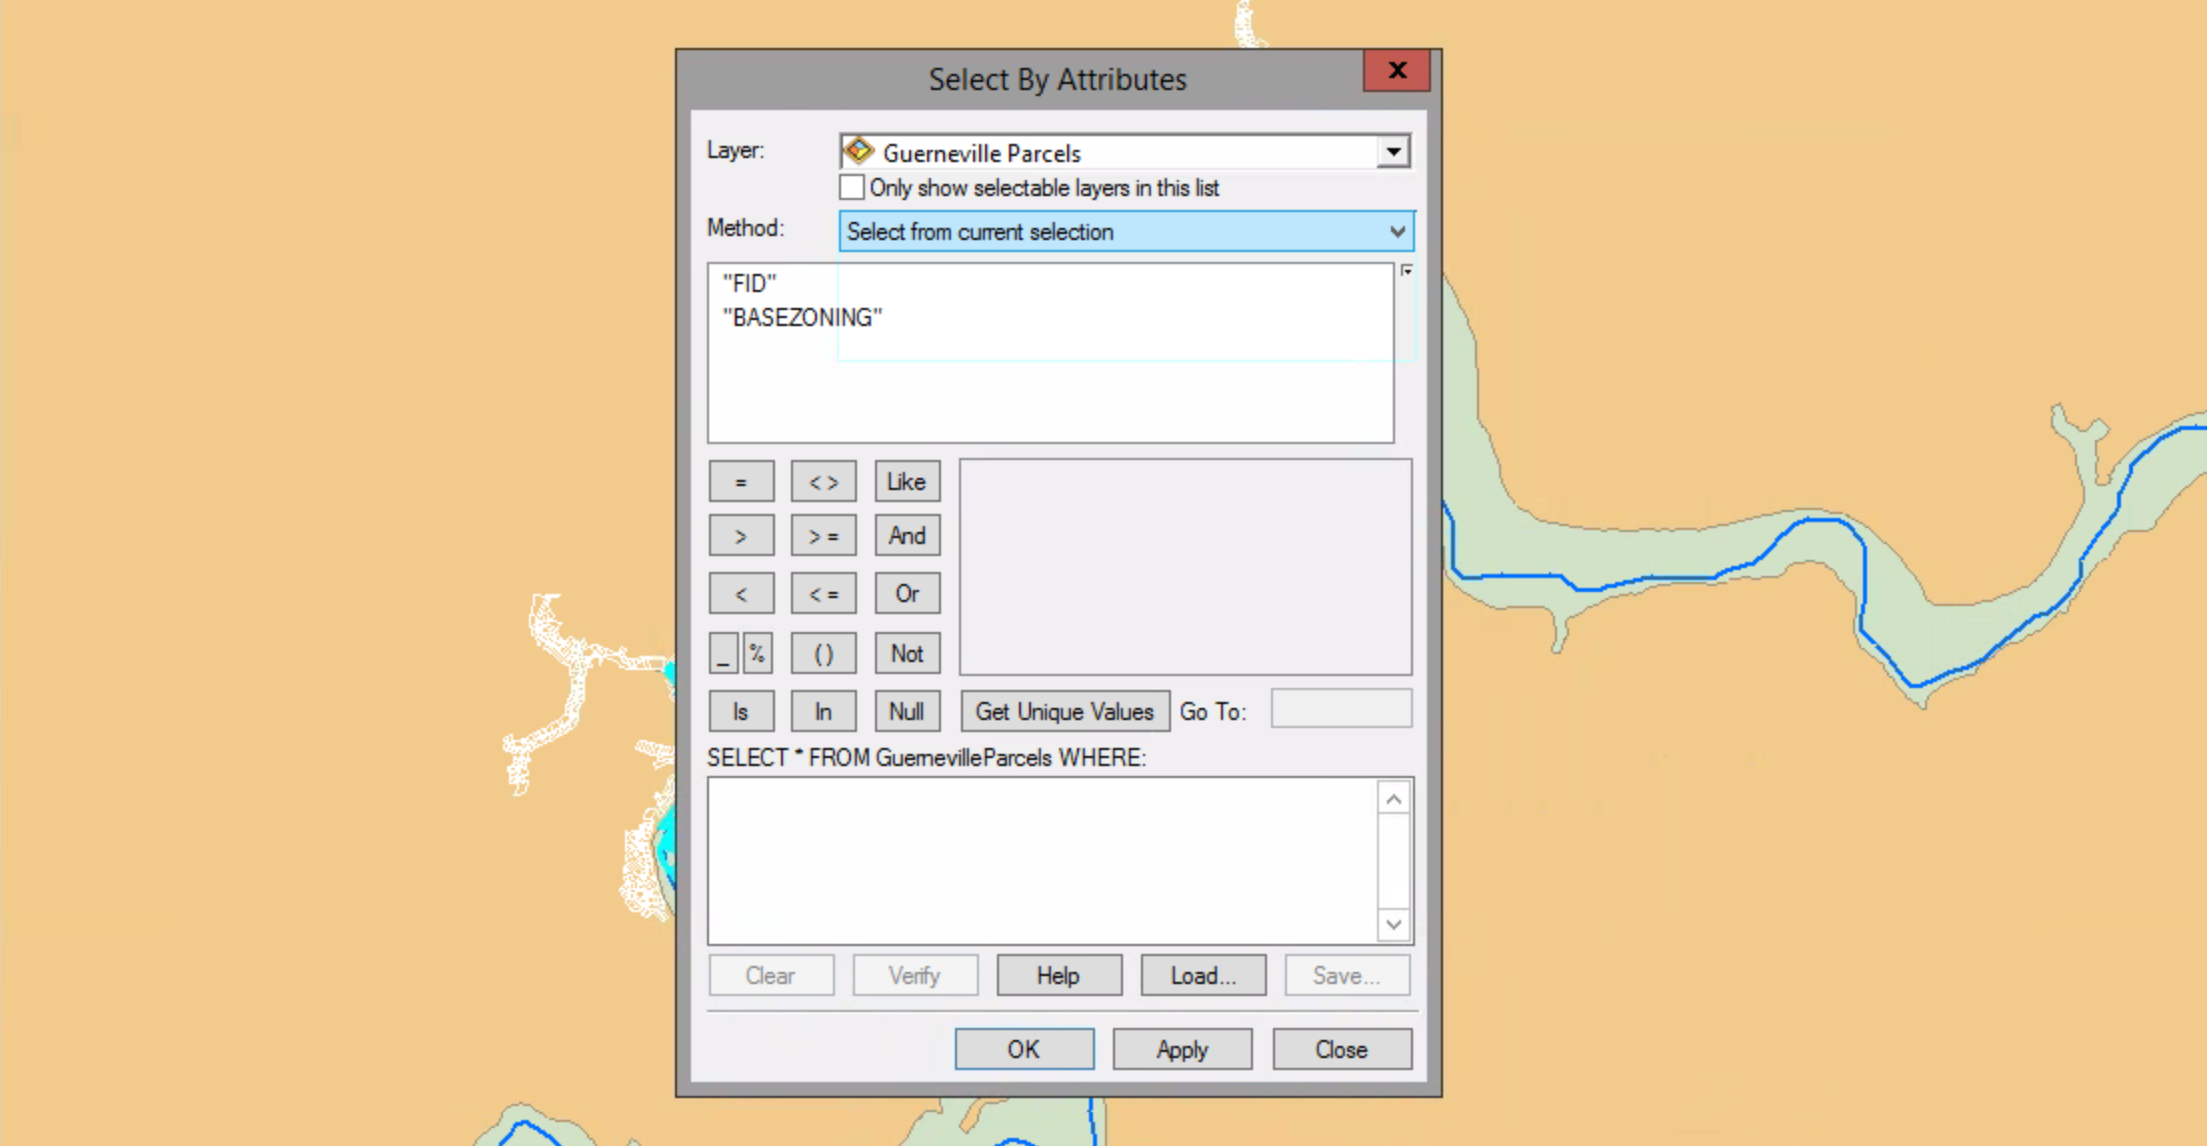 Select By Attributes
x
Layer:
Guerneville Parcels
Only show selectable layers in this list
Method:
Select from current selection
"FID"
"BASEZONING"
= < > Like
> > = And
< < = Or
_ % ( ) Not
Is In Null Get Unique Values Go To:
SELECT * FROM GuernevilleParcels WHERE:
Clear Verify Help Load... Save...
OK Apply Close